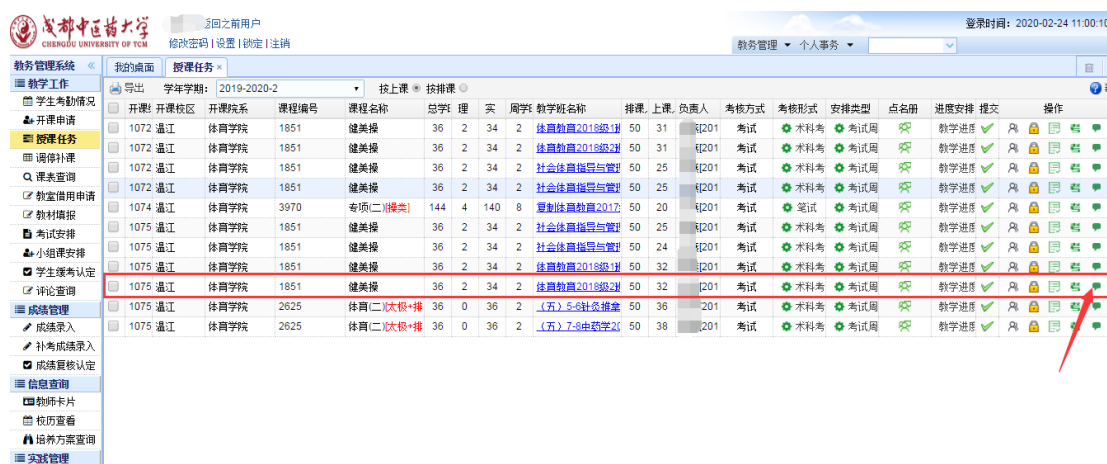 成都中医药大学
CHENGDU UNIVERSITY OF TCM
返回之前用户
修改密码 | 设置 | 锁定 | 注销
登录时间: 2020-02-24 11:00:10
教务管理 个人事务
教务管理系统 «
我的桌面 授课任务 ×
教学工作
学生考勤情况
开课申请
授课任务
调停补课
课表查询
教室借用申请
教材填报
考试安排
小组课安排
学生缓考认定
评论查询
成绩管理
成绩录入
补考成绩录入
成绩复核认定
信息查询
教师卡片
校历查看
培养方案查询
实践管理
导出 学年学期: 2019-2020-2 按上课 按排课
开课 开课校区 开课院系 课程编号 课程名称 总学 理 实 周学 教学班名称 排课. 上课. 负责人 考核方式 考核形式 安排类型 点名册 进度安排 提交 操作
1072 温江 体育学院 1851 健美操 36 2 34 2 体育教育2018级1班 50 31 [201 考试 术科考 考试周 教学进度
1072 温江 体育学院 1851 健美操 36 2 34 2 体育教育2018级2班 50 31 [201 考试 术科考 考试周 教学进度
1072 温江 体育学院 1851 健美操 36 2 34 2 社会体育指导与管理 50 25 [201 考试 术科考 考试周 教学进度
1072 温江 体育学院 1851 健美操 36 2 34 2 社会体育指导与管理 50 25 [201 考试 术科考 考试周 教学进度
1074 温江 体育学院 3970 专项(二)[操类] 144 4 140 8 复制体育教育2017 50 20 [201 考试 笔试 考试周 教学进度
1075 温江 体育学院 1851 健美操 36 2 34 2 社会体育指导与管理 50 25 [201 考试 术科考 考试周 教学进度
1075 温江 体育学院 1851 健美操 36 2 34 2 社会体育指导与管理 50 24 [201 考试 术科考 考试周 教学进度
1075 温江 体育学院 1851 健美操 36 2 34 2 体育教育2018级1班 50 32 [201 考试 术科考 考试周 教学进度
1075 温江 体育学院 1851 健美操 36 2 34 2 体育教育2018级2班 50 32 [201 考试 术科考 考试周 教学进度
1075 温江 体育学院 2625 体育(二)[太极+排 36 0 36 2 （五）5-6针灸推拿 50 36 [201 考试 术科考 考试周 教学进度
1075 温江 体育学院 2625 体育(二)[太极+排 36 0 36 2 （五）7-8中药学20 50 38 201 考试 术科考 考试周 教学进度